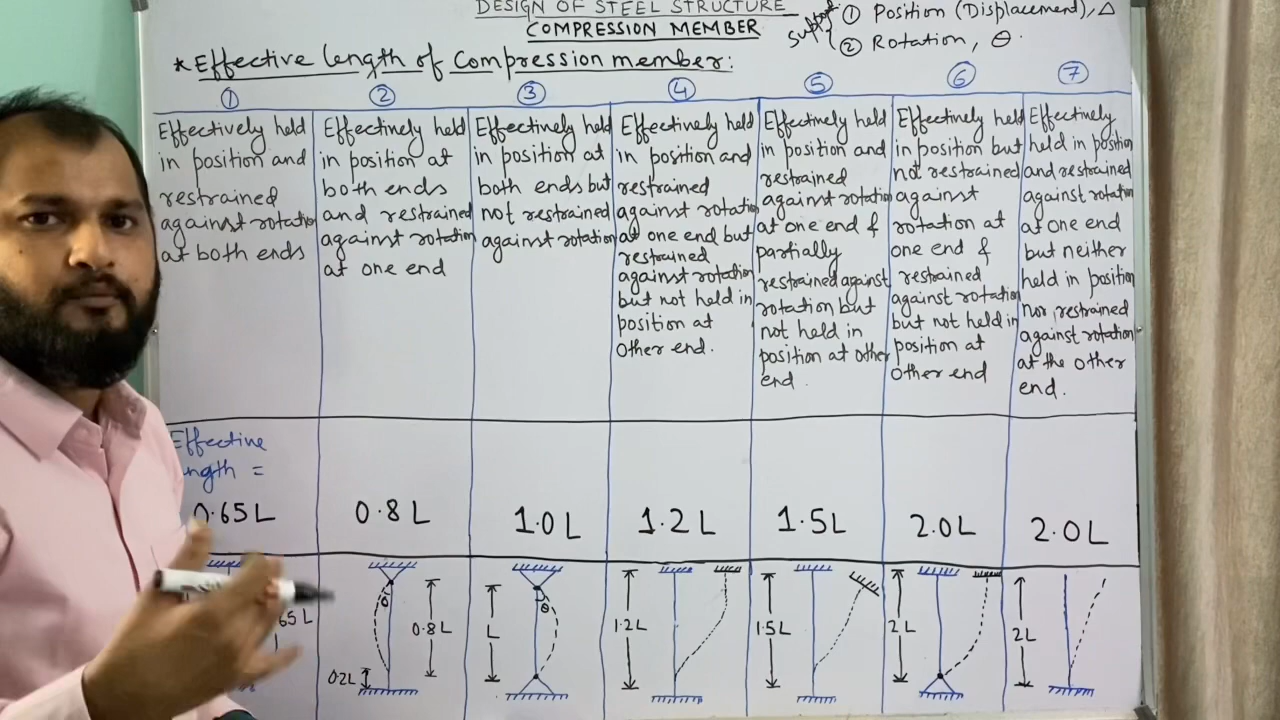 DESIGN OF STEEL STRUCTURE
COMPRESSION MEMBER
Support
① Position (Displacement), Δ
② Rotation, θ.
*Effective length of Compression member:
①
Effectively held
in position and
restrained
against rotation
at both ends
②
Effectively held
in position at
both ends
and restrained
against rotation
at one end
③
Effectively held
in position at
both ends but
not restrained
against rotation
④
Effectively held
in position and
restrained
against rotation
at one end but
restrained
against rotation
but not held in
position at
other end.
⑤
Effectively held
in position and
restrained
against rotation
at one end &
partially
restrained against
rotation but
not held in
position at other
end.
⑥
Effectively held
in position but
not restrained
against
rotation at
one end &
restrained
against rotation
but not held in
position at
other end
⑦
Effectively
held in position
and restrained
against rotation
at one end
but neither
held in position
nor restrained
against rotation
at the other
end.
Effective
ngth =
0.65L
0.8L
1.0L
1.2L
1.5L
2.0L
2.0L
65L
θ
0.8L
0.2L
L
θ
1.2L
1.5L
2L
2L